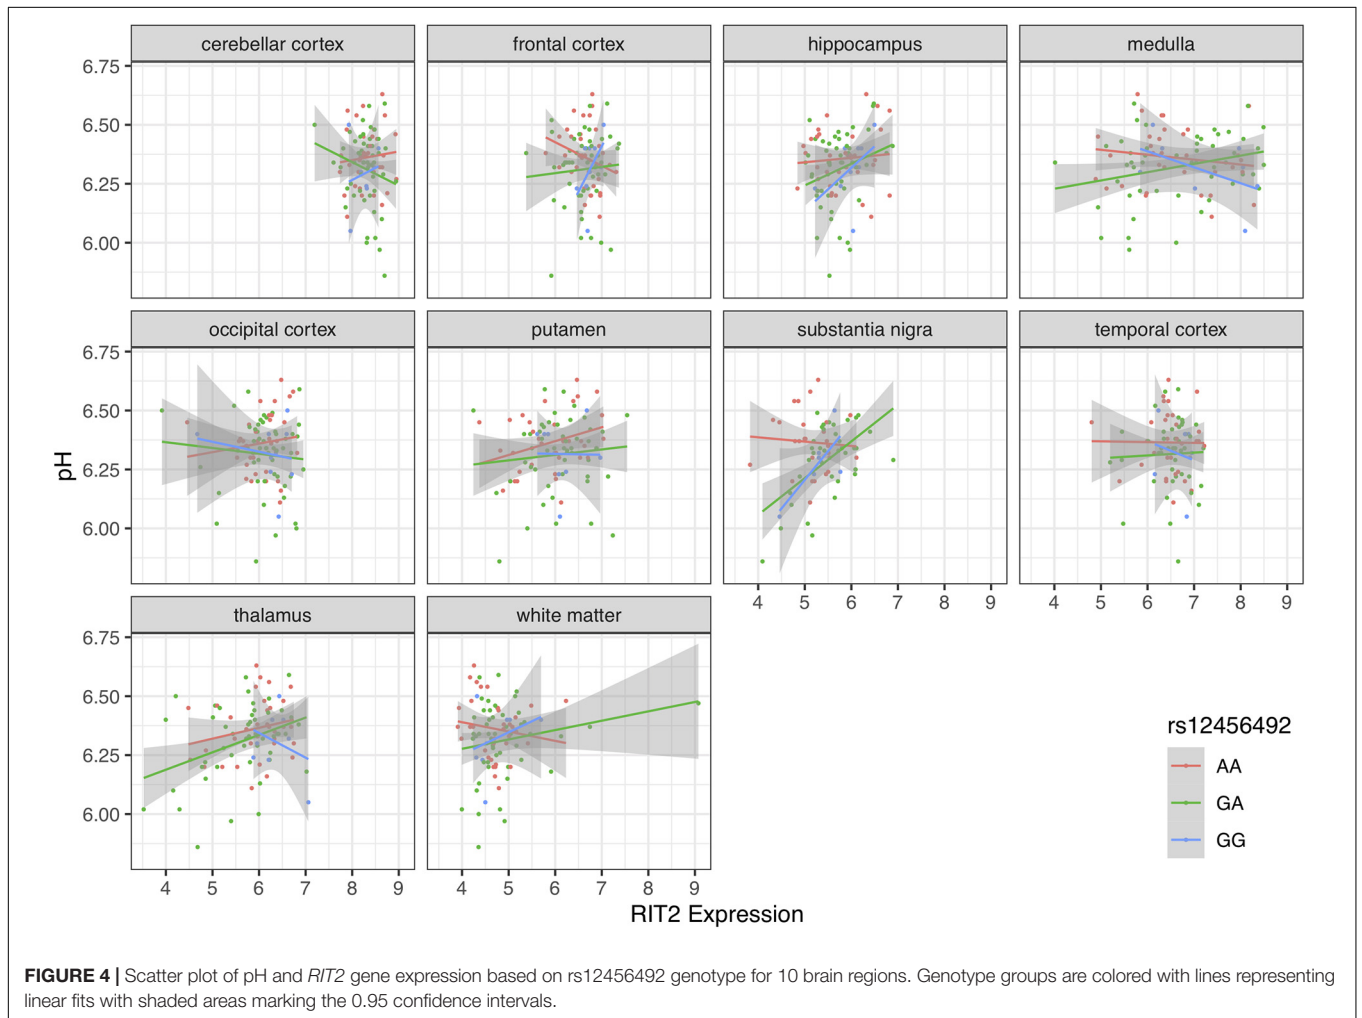 cerebellar cortex frontal cortex hippocampus medulla
6.75
6.50
6.25
6.00
occipital cortex putamen substantia nigra temporal cortex
6.75
6.50
6.25
6.00
pH
4 5 6 7 8 9 4 5 6 7 8 9
thalamus white matter
6.75
6.50
6.25
6.00
4 5 6 7 8 9 4 5 6 7 8 9
RIT2 Expression
rs12456492
AA
GA
GG
FIGURE 4 | Scatter plot of pH and RIT2 gene expression based on rs12456492 genotype for 10 brain regions. Genotype groups are colored with lines representing
linear fits with shaded areas marking the 0.95 confidence intervals.